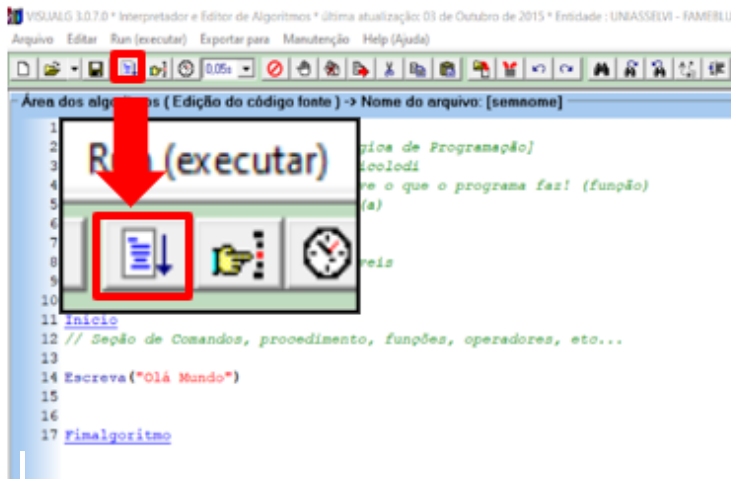 VISUALG 3.0.7.0 * Interpretador e Editor de Algoritmos * última atualização: 03 de Outubro de 2015 * Entidade : UNIASSELVI - FAMEBLU
Arquivo Editar Run (executar) Exportar para Manutenção Help (Ajuda)
0,05s
Área dos algo s ( Edição do código fonte ) -> Nome do arquivo: [semnome]
1
2 gica de Programação]
3 icolodi
4 re o que o programa faz! (função)
5 (a)
6
7
8 reis
9
10
Run (executar)
11 Inicio
12 // Seção de Comandos, procedimento, funções, operadores, etc...
13
14 Escreva("Olá Mundo")
15
16
17 Fimalgoritmo